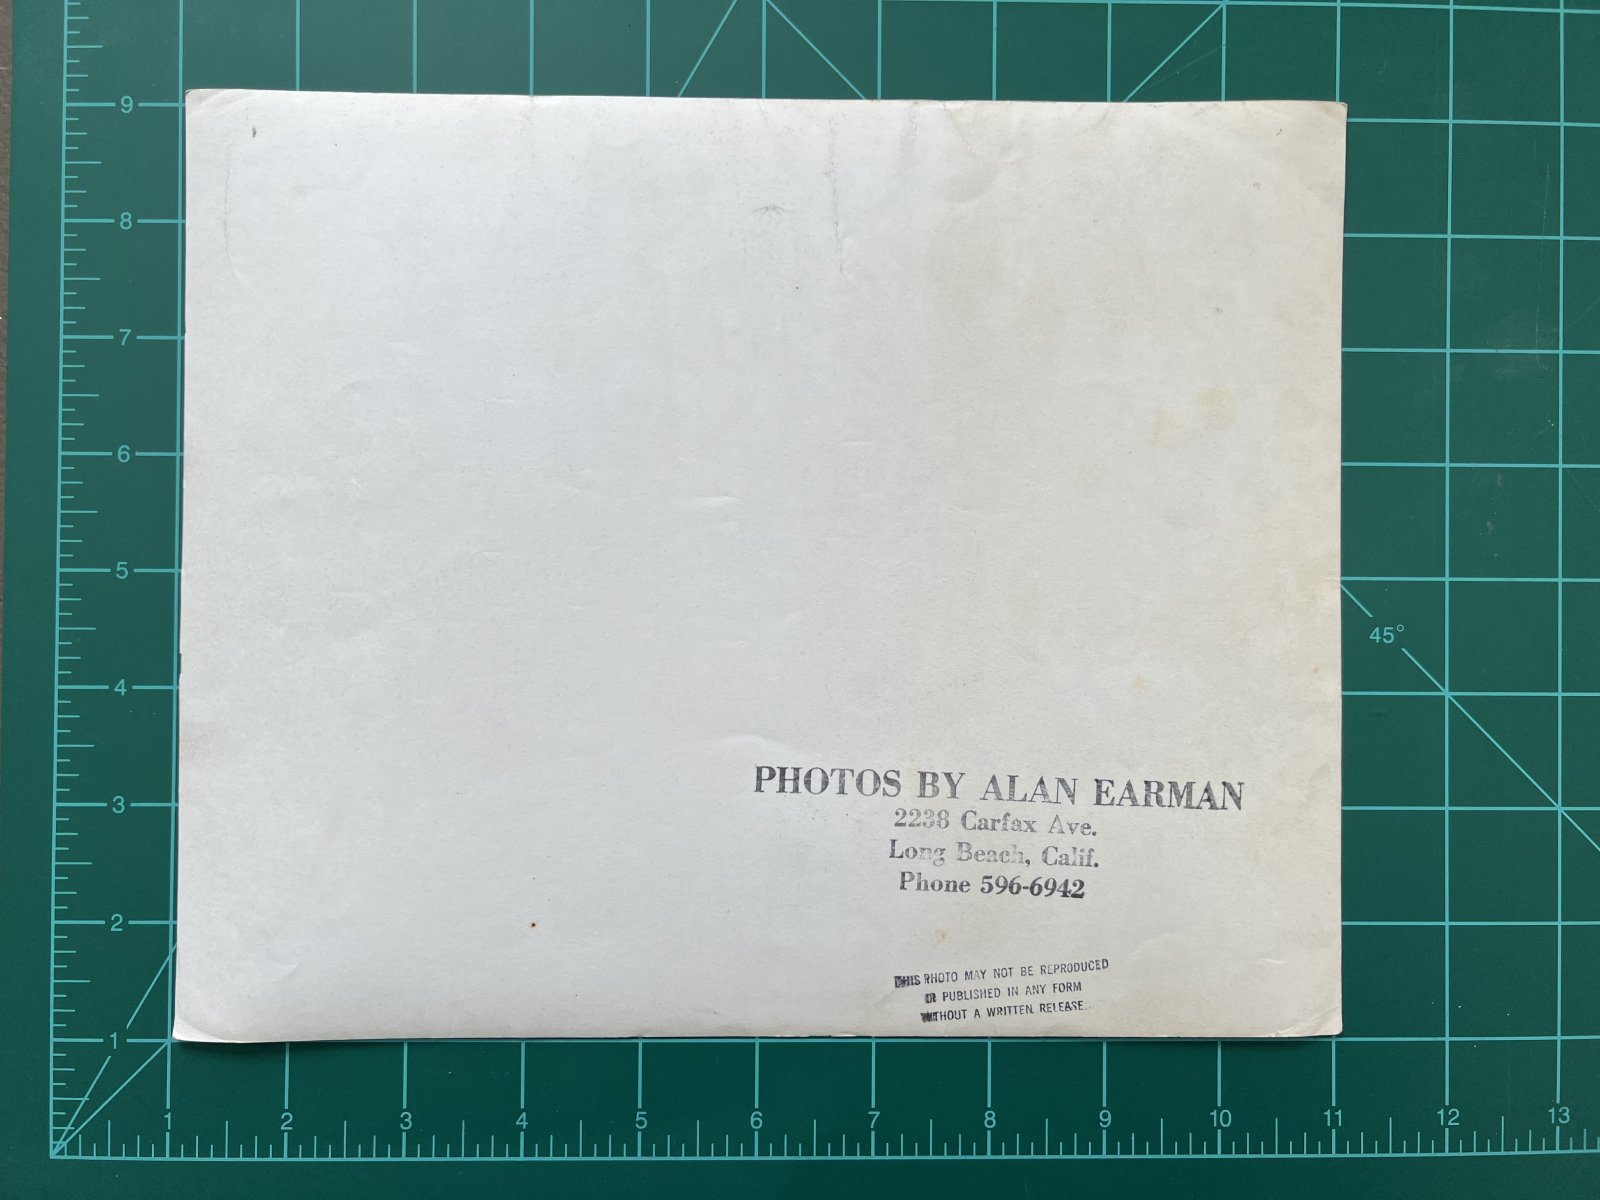 9
8
7
6
5
4
3
2
1
45°
PHOTOS BY ALAN EARMAN
2238 Carfax Ave.
Long Beach, Calif.
Phone 596-6942
THIS PHOTO MAY NOT BE REPRODUCED
OR PUBLISHED IN ANY FORM
WITHOUT A WRITTEN RELEASE.
1 2 3 4 5 6 7 8 9 10 11 12 13